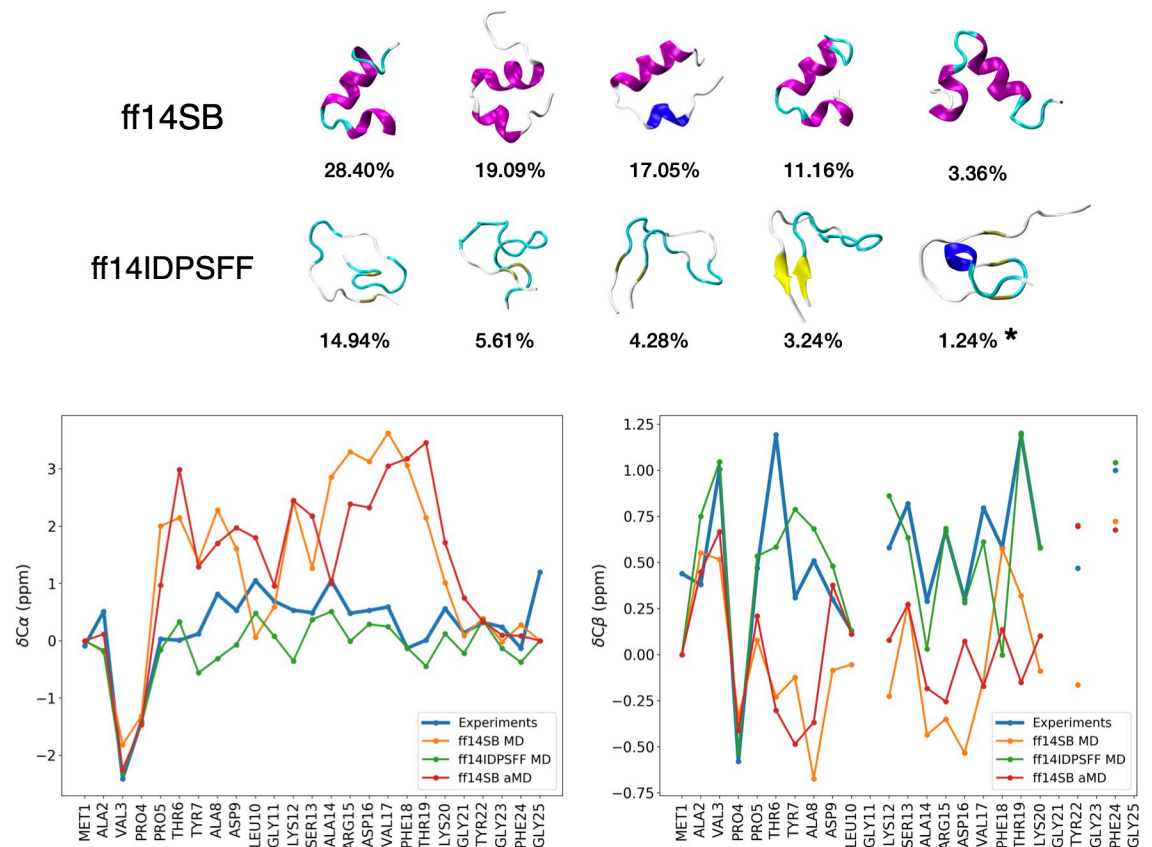 ff14SB
28.40%
19.09%
17.05%
11.16%
3.36%
ff14IDPSFF
14.94%
5.61%
4.28%
3.24%
1.24% *
δCα (ppm)
3
2
1
0
−1
−2
Experiments
ff14SB MD
ff14IDPSFF MD
ff14SB aMD
MET1
ALA2
VAL3
PRO4
PRO5
THR6
TYR7
ALA8
ASP9
LEU10
GLY11
LYS12
SER13
ALA14
ARG15
ASP16
VAL17
PHE18
THR19
LYS20
GLY21
TYR22
GLY23
PHE24
GLY25
δCβ (ppm)
1.25
1.00
0.75
0.50
0.25
0.00
−0.25
−0.50
−0.75
Experiments
ff14SB MD
ff14IDPSFF MD
ff14SB aMD
MET1
ALA2
VAL3
PRO4
PRO5
THR6
TYR7
ALA8
ASP9
LEU10
GLY11
LYS12
SER13
ALA14
ARG15
ASP16
VAL17
PHE18
THR19
LYS20
GLY21
TYR22
GLY23
PHE24
GLY25